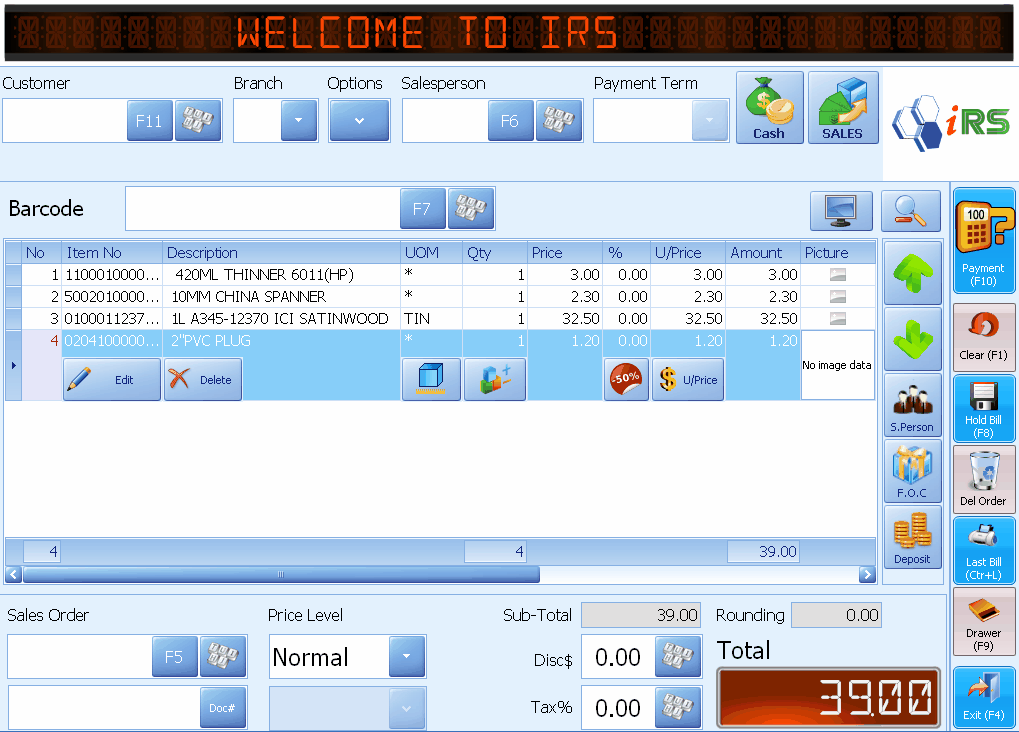 WELCOME TO IRS
Customer Branch Options Salesperson Payment Term
F11 F6 Cash SALES iRS
Barcode F7
No Item No Description UOM Qty Price % U/Price Amount Picture
1 1100010000... 420ML THINNER 6011(HP) * 1 3.00 0.00 3.00 3.00
2 5002010000... 10MM CHINA SPANNER * 1 2.30 0.00 2.30 2.30
3 0100011237... 1L A345-12370 ICI SATINWOOD TIN 1 32.50 0.00 32.50 32.50
4 0204100000... 2"PVC PLUG * 1 1.20 0.00 1.20 1.20 No image data
Edit Delete -50% $ U/Price
4 4 39.00
S.Person
F.O.C
Deposit
100
Payment
(F10)
Clear (F1)
Hold Bill
(F8)
Del Order
Last Bill
(Ctr+L)
Drawer
(F9)
Exit (F4)
Sales Order Price Level Sub-Total 39.00 Rounding 0.00
F5 Normal Disc$ 0.00 Total
Doc# Tax% 0.00 39.00